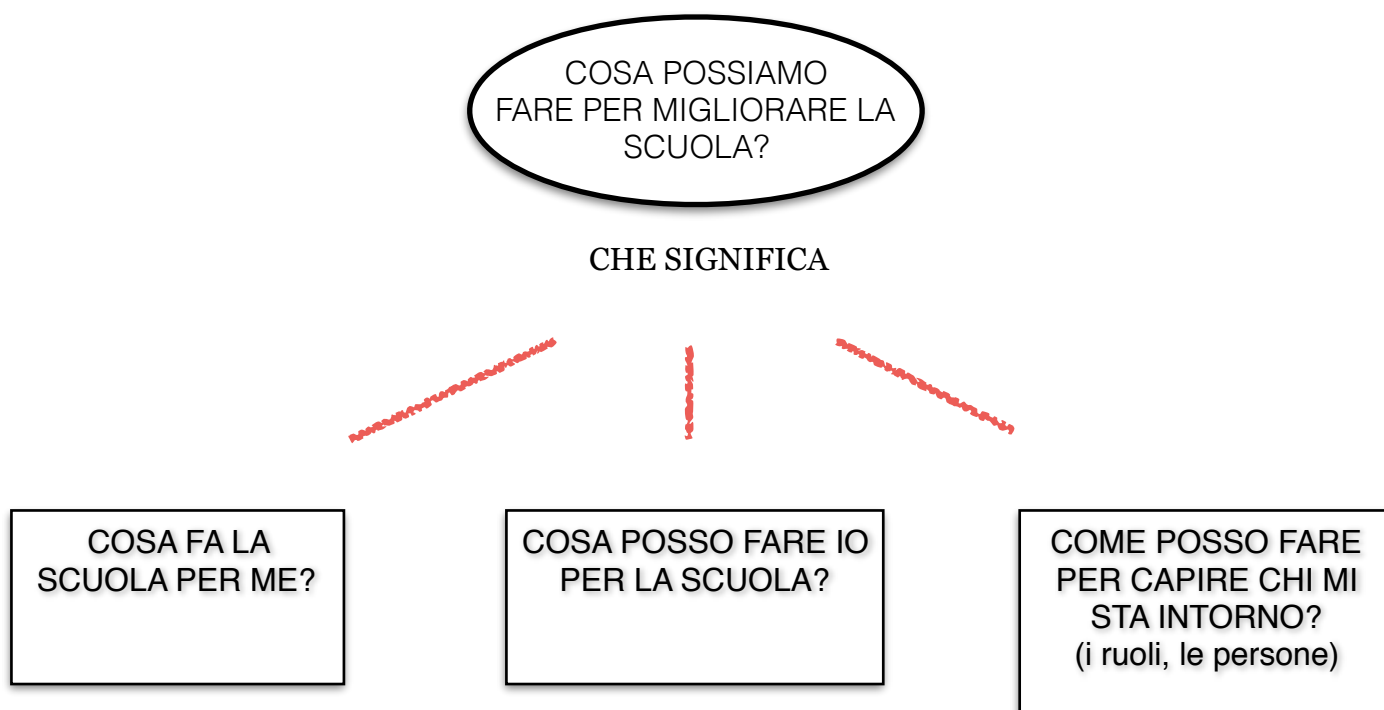 COSA POSSIAMO
FARE PER MIGLIORARE LA
SCUOLA?
CHE SIGNIFICA
COSA FA LA
SCUOLA PER ME?
COSA POSSO FARE IO
PER LA SCUOLA?
COME POSSO FARE
PER CAPIRE CHI MI
STA INTORNO?
(i ruoli, le persone)